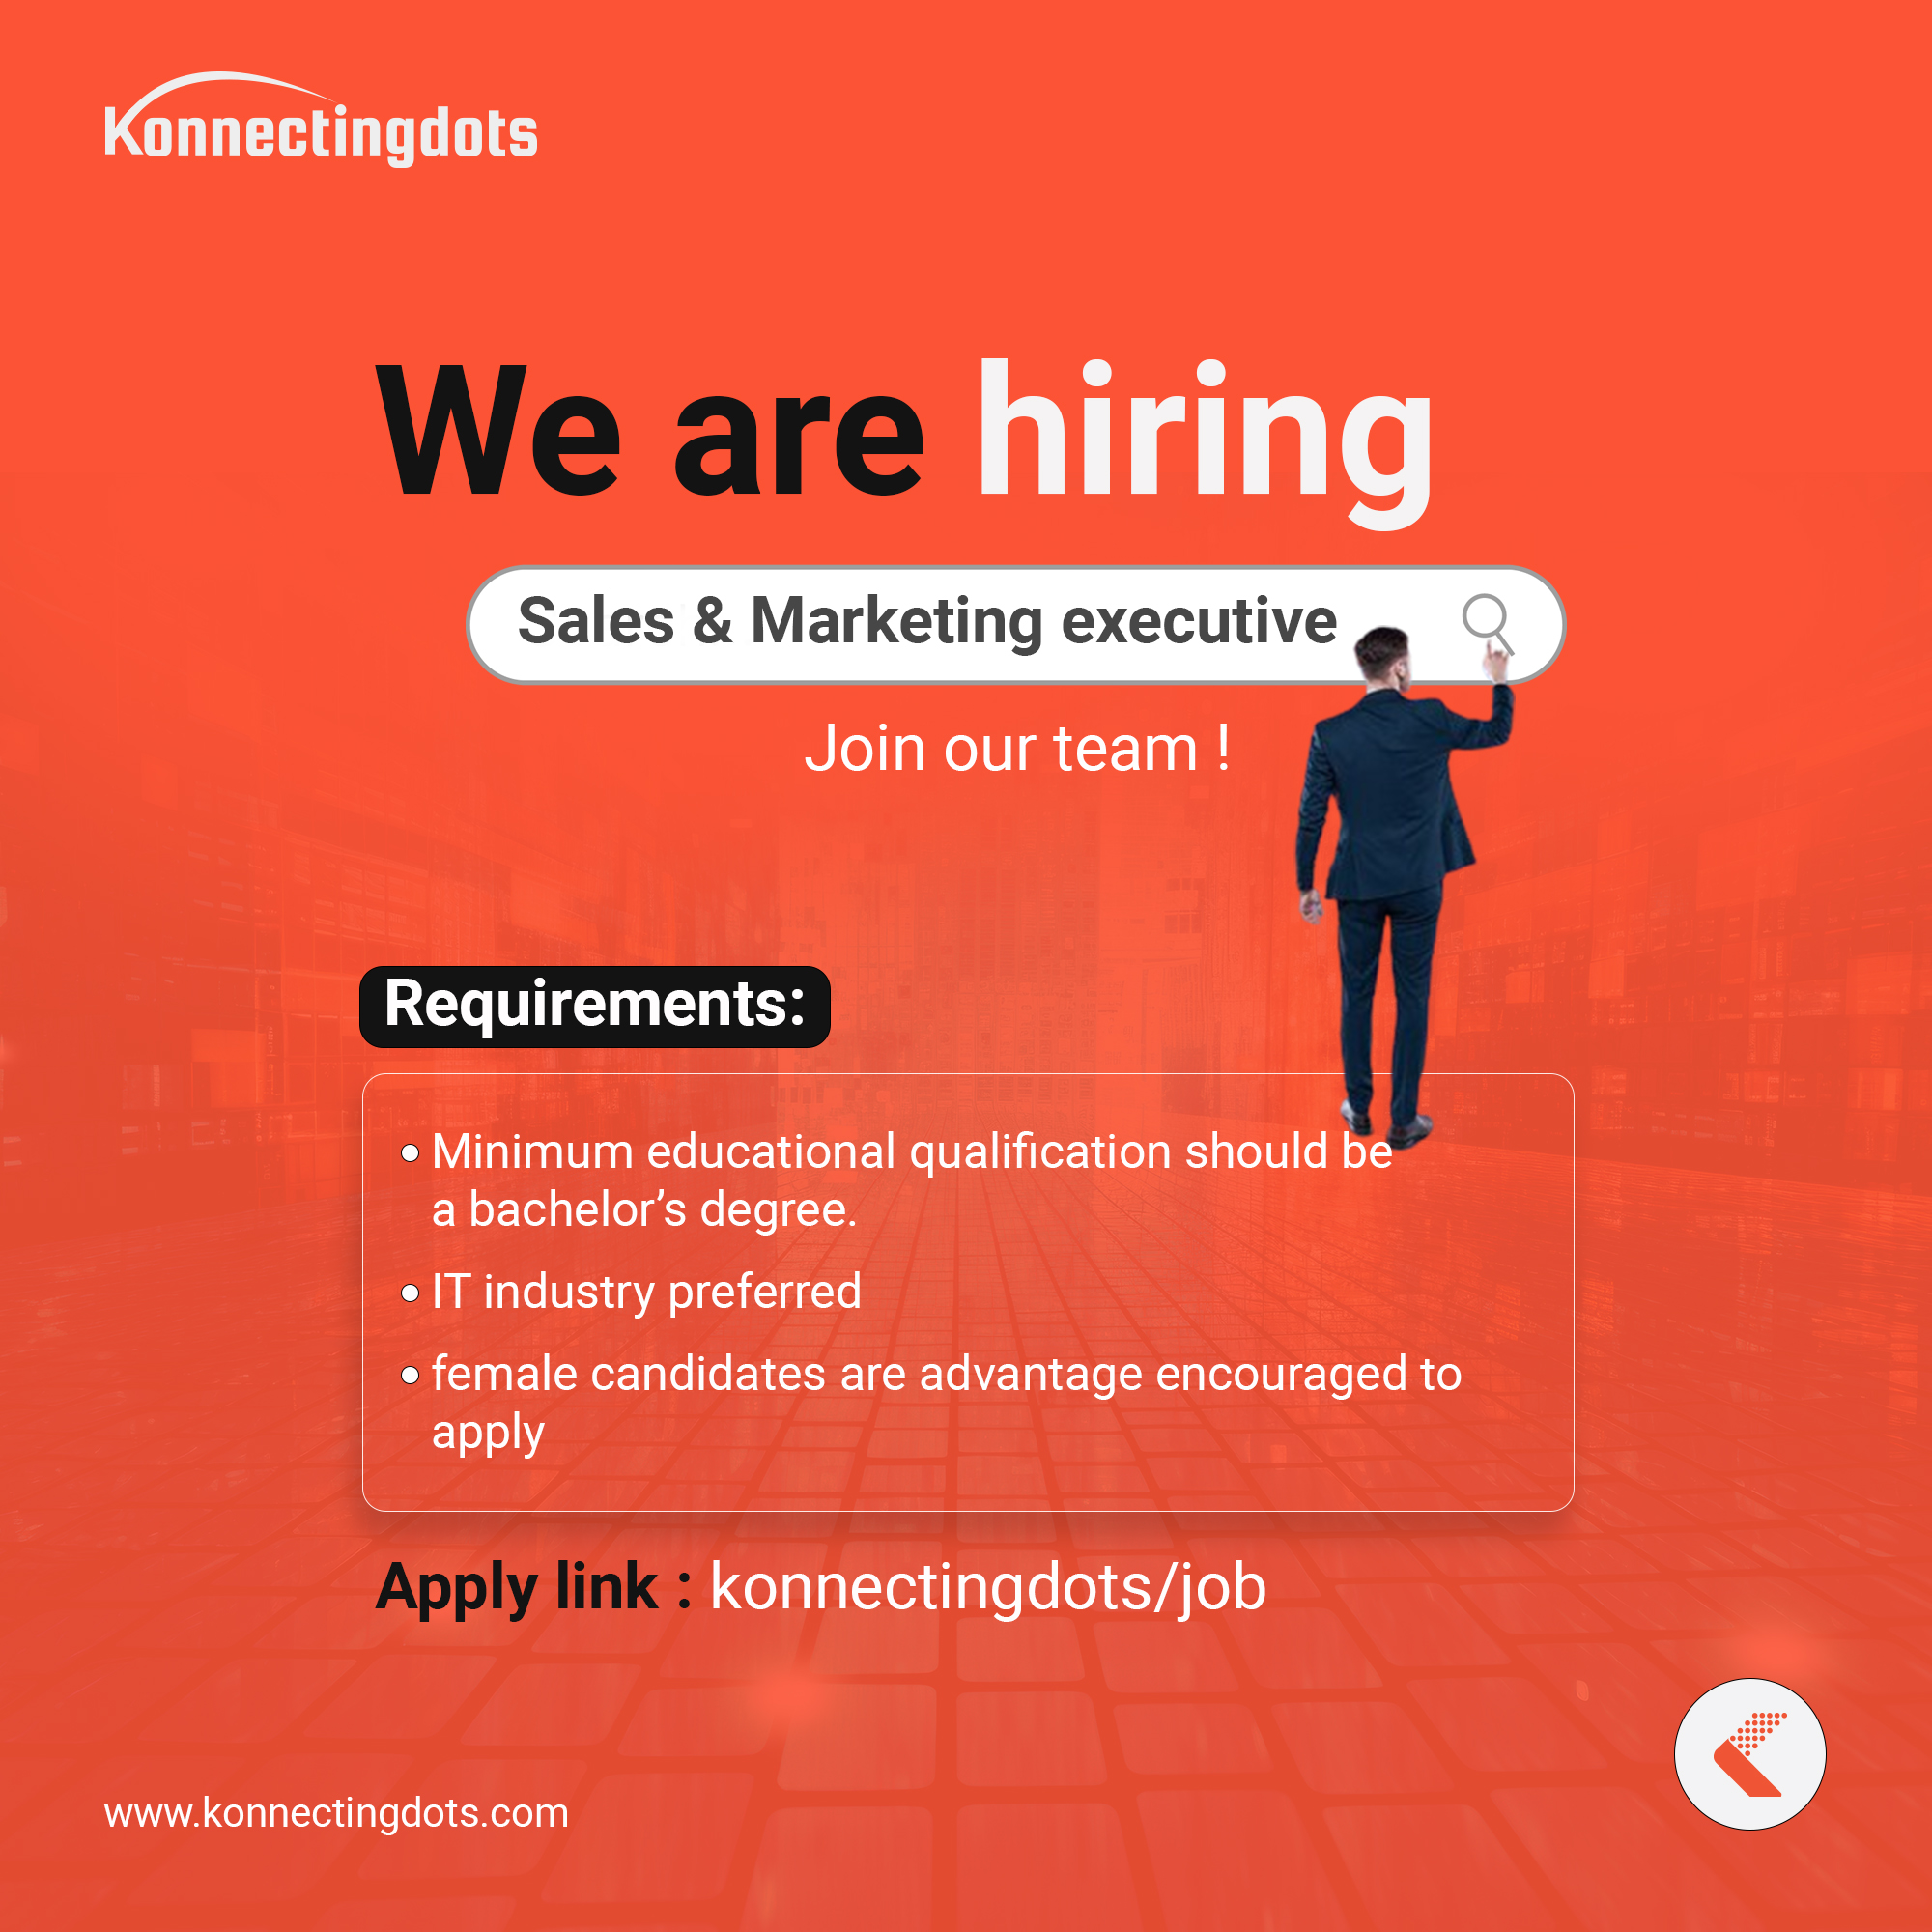 Konnectingdots
We are hiring
Sales & Marketing executive
Join our team !
Requirements:
Minimum educational qualification should be
a bachelor’s degree.
IT industry preferred
female candidates are advantage encouraged to
apply
Apply link : konnectingdots/job
www.konnectingdots.com